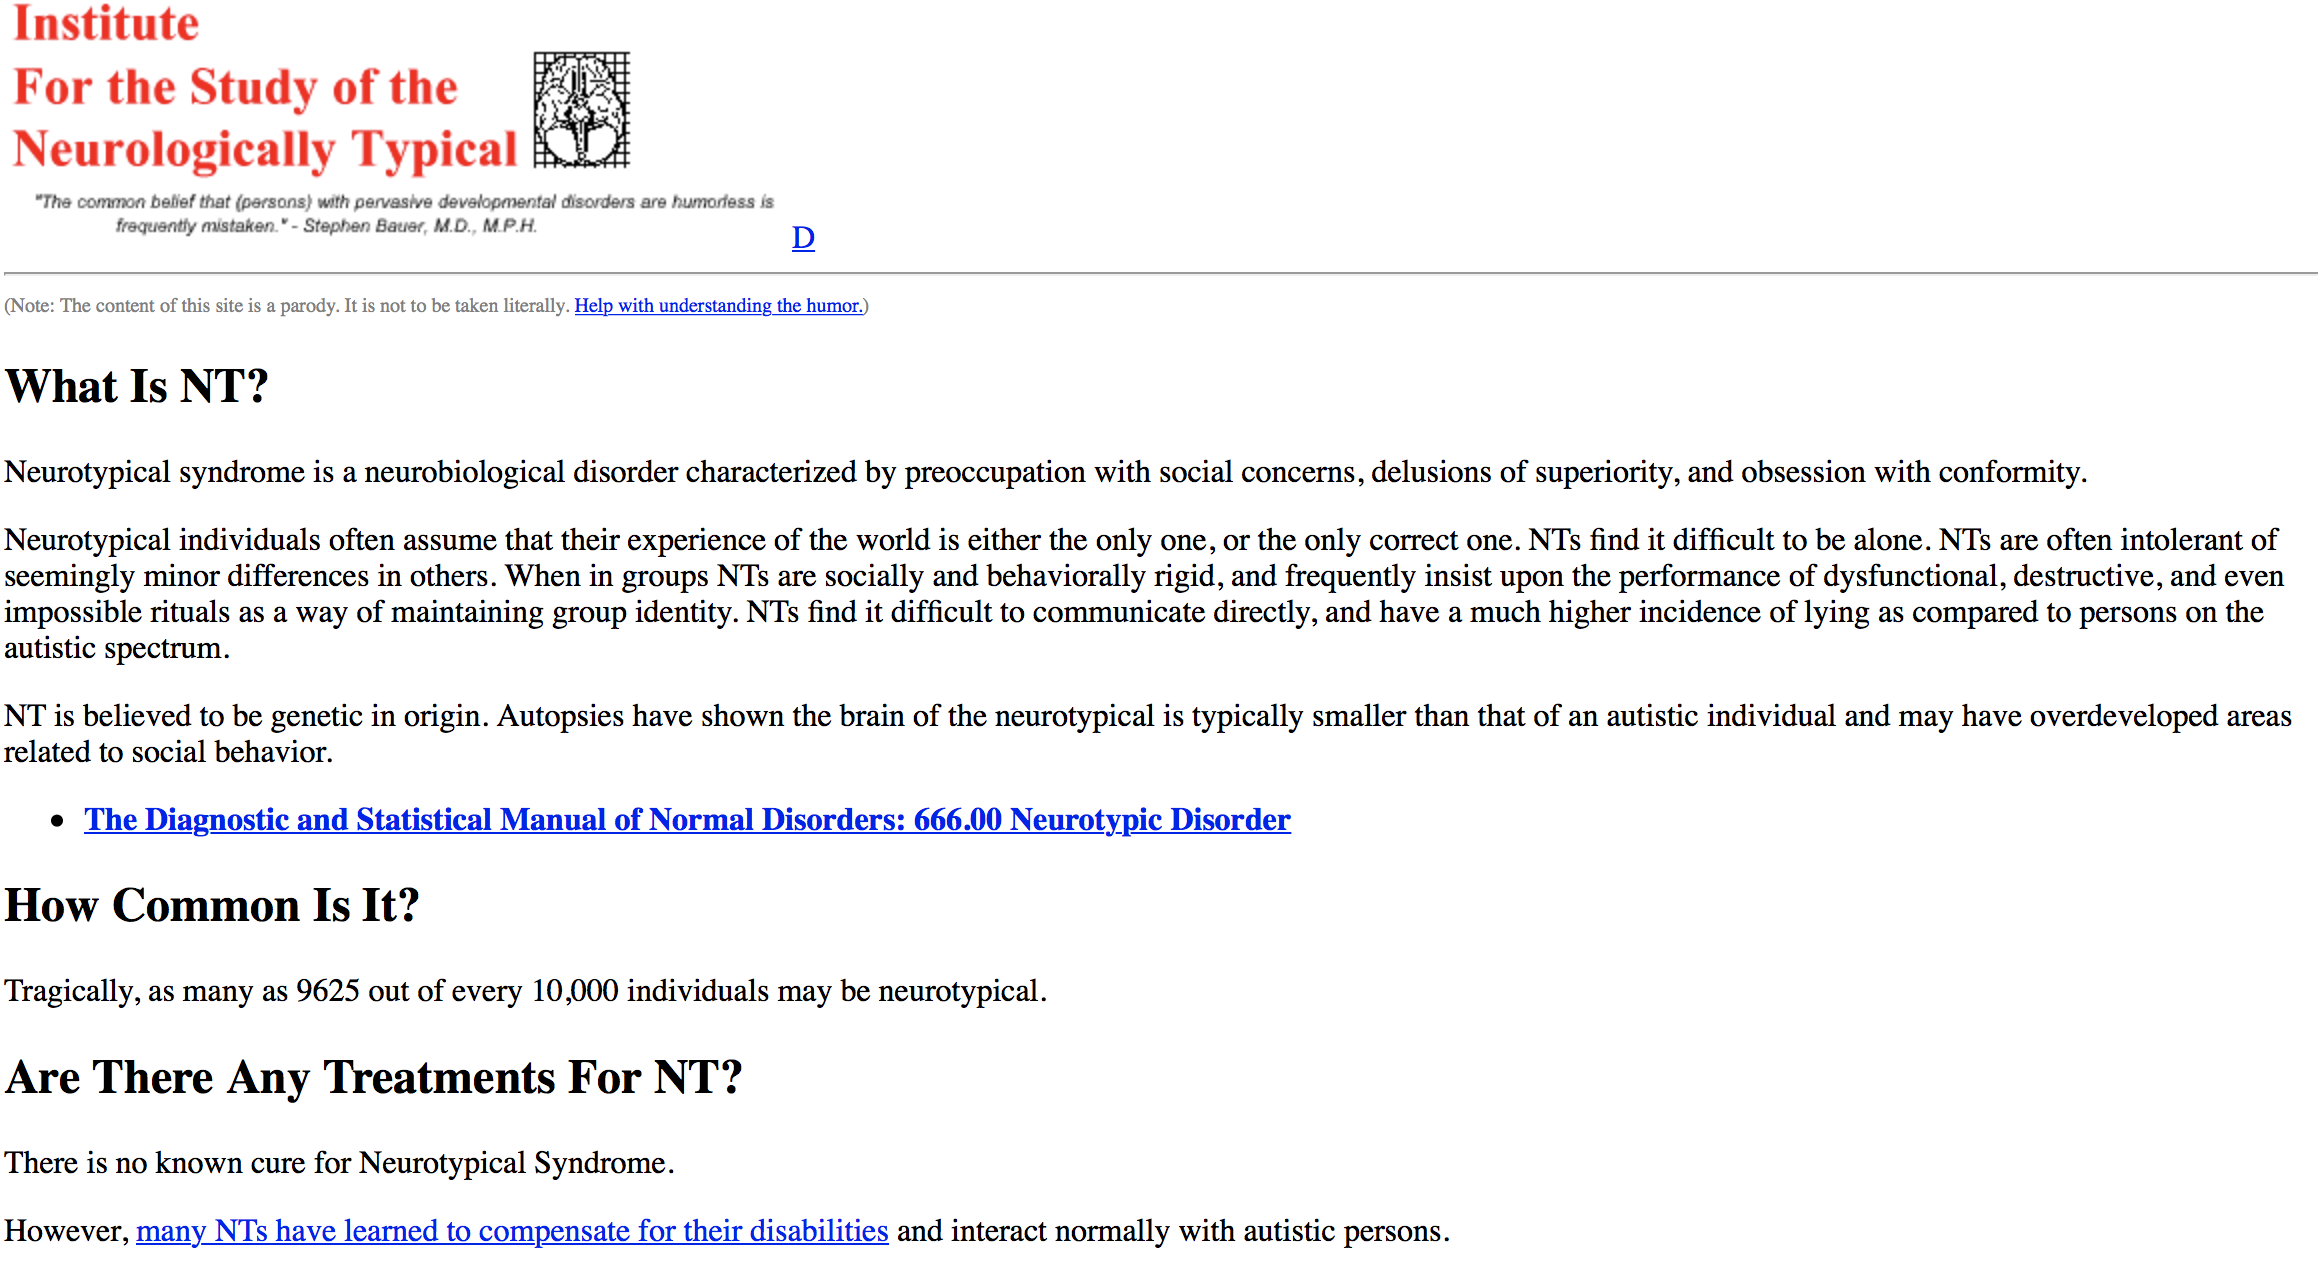 Institute
For the Study of the
Neurologically Typical
"The common belief that (persons) with pervasive developmental disorders are humorless is
frequently mistaken." - Stephen Bauer, M.D., M.P.H.
D
(Note: The content of this site is a parody. It is not to be taken literally. Help with understanding the humor.)
What Is NT?
Neurotypical syndrome is a neurobiological disorder characterized by preoccupation with social concerns, delusions of superiority, and obsession with conformity.
Neurotypical individuals often assume that their experience of the world is either the only one, or the only correct one. NTs find it difficult to be alone. NTs are often intolerant of
seemingly minor differences in others. When in groups NTs are socially and behaviorally rigid, and frequently insist upon the performance of dysfunctional, destructive, and even
impossible rituals as a way of maintaining group identity. NTs find it difficult to communicate directly, and have a much higher incidence of lying as compared to persons on the
autistic spectrum.
NT is believed to be genetic in origin. Autopsies have shown the brain of the neurotypical is typically smaller than that of an autistic individual and may have overdeveloped areas
related to social behavior.
• The Diagnostic and Statistical Manual of Normal Disorders: 666.00 Neurotypic Disorder
How Common Is It?
Tragically, as many as 9625 out of every 10,000 individuals may be neurotypical.
Are There Any Treatments For NT?
There is no known cure for Neurotypical Syndrome.
However, many NTs have learned to compensate for their disabilities and interact normally with autistic persons.